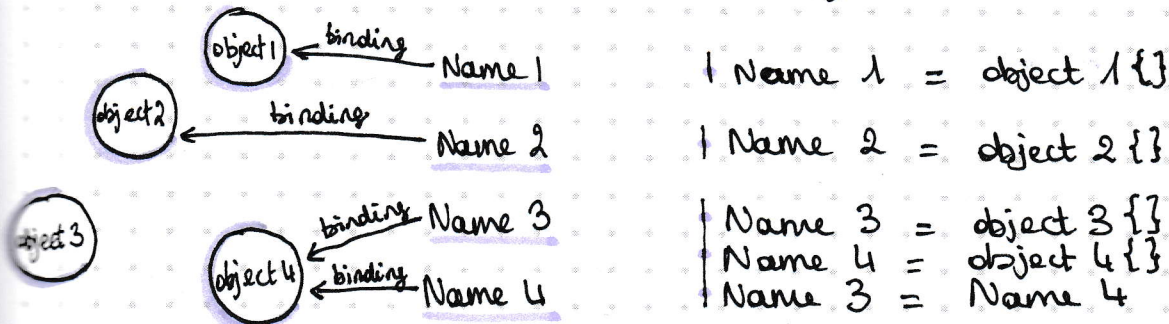 object1 binding Name 1 | Name 1 = object 1 {}
object2 binding Name 2 | Name 2 = object 2 {}
object3 binding Name 3 | Name 3 = object 3 {}
object4 binding Name 4 | Name 4 = object 4 {}
| Name 3 = Name 4